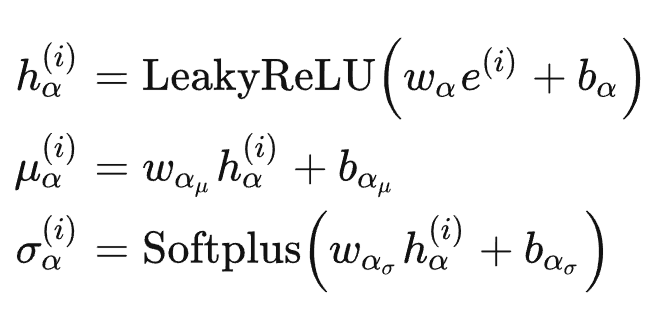 h_α^{(i)} = LeakyReLU(w_α e^{(i)} + b_α)
μ_α^{(i)} = w_{α_μ} h_α^{(i)} + b_{α_μ}
σ_α^{(i)} = Softplus(w_{α_σ} h_α^{(i)} + b_{α_σ})